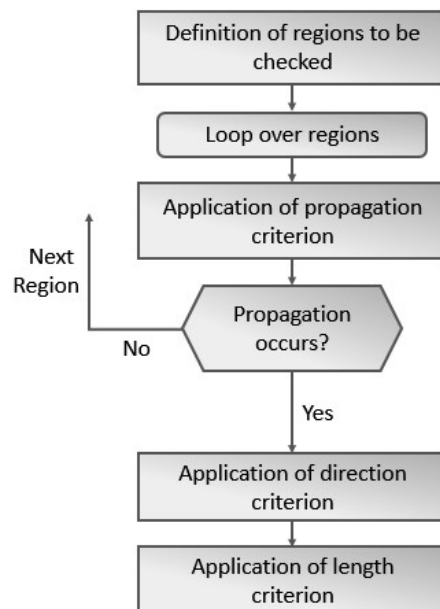 Definition of regions to be
checked
Loop over regions
Application of propagation
criterion
Next
Region
Propagation
occurs?
No
Yes
Application of direction
criterion
Application of length
criterion